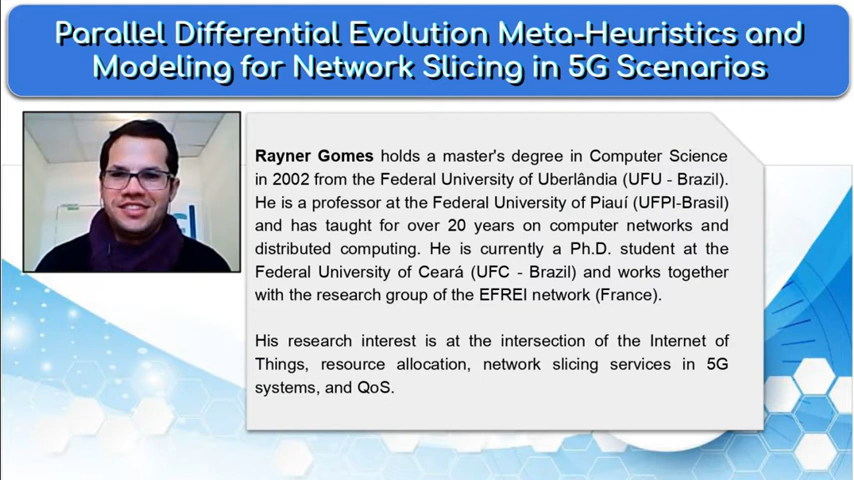 Parallel Differential Evolution Meta-Heuristics and
Modeling for Network Slicing in 5G Scenarios
Rayner Gomes holds a master's degree in Computer Science
in 2002 from the Federal University of Uberlândia (UFU - Brazil).
He is a professor at the Federal University of Piauí (UFPI-Brasil)
and has taught for over 20 years on computer networks and
distributed computing. He is currently a Ph.D. student at the
Federal University of Ceará (UFC - Brazil) and works together
with the research group of the EFREI network (France).
His research interest is at the intersection of the Internet of
Things, resource allocation, network slicing services in 5G
systems, and QoS.